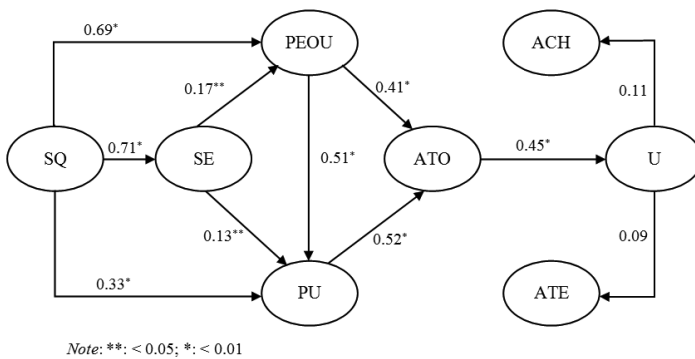 0.69*
PEOU
ACH
0.17**
0.41*
0.11
SQ
0.71*
SE
0.51*
ATO
0.45*
U
0.13**
0.52*
0.09
0.33*
PU
ATE
Note: **: < 0.05; *: < 0.01